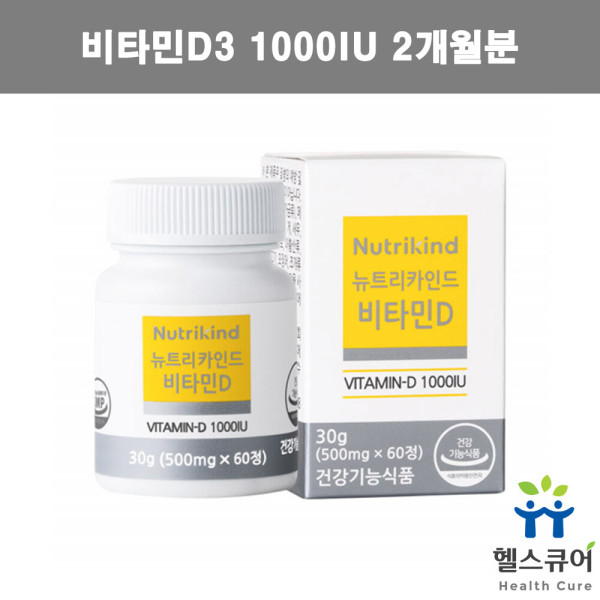 비타민D3 1000IU 2개월분
Nutrikind
뉴트리카인드
비타민D
VITAMIN-D 1000IU
30g
(500mg × 60정)
건강기능식품
건강
기능식품
Nutrikind
뉴트리카인드
비타민D
VITAMIN-D 1000IU
30g (500mg × 60정)
건강기
헬스큐어
Health Cure